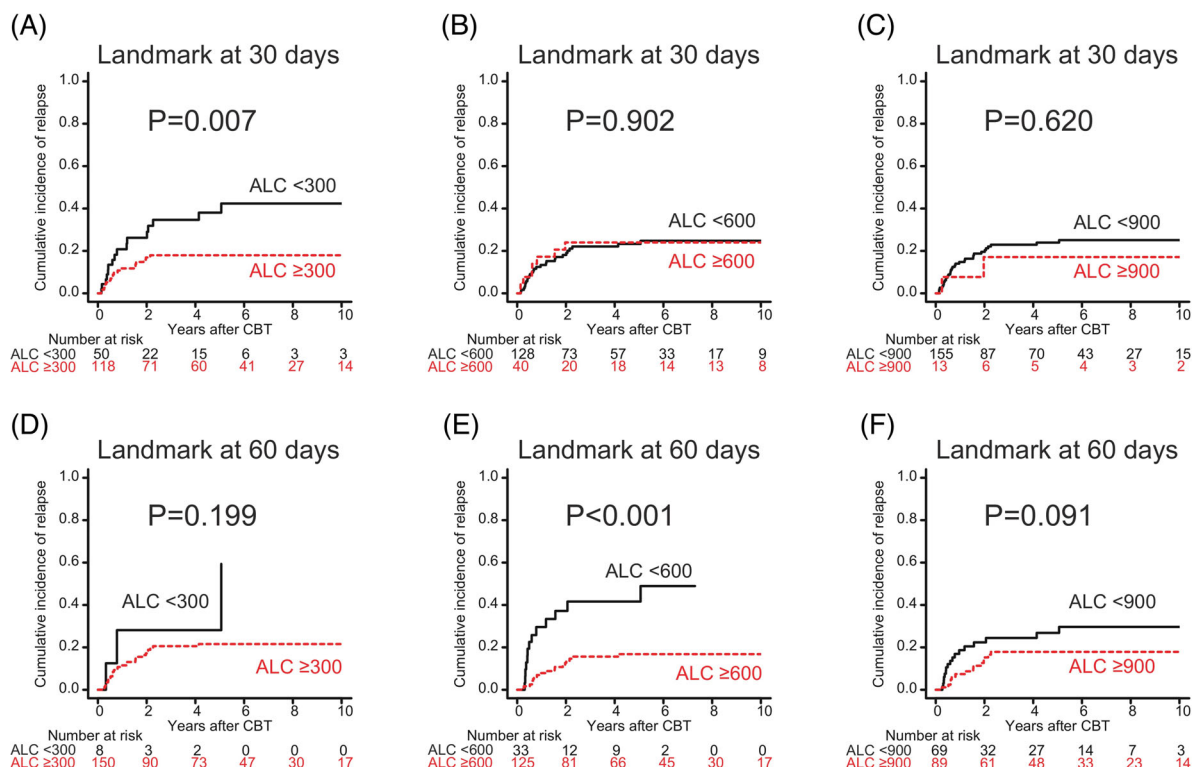 (A)
Landmark at 30 days
P=0.007
Cumulative incidence of relapse
1.0
0.8
0.6
0.4
0.2
0.0
ALC <300
ALC ≥300
0 2 4 6 8 10
Years after CBT
Number at risk
ALC <300 50 22 15 6 3 3
ALC ≥300 118 71 60 41 27 14
(B)
Landmark at 30 days
P=0.902
Cumulative incidence of relapse
1.0
0.8
0.6
0.4
0.2
0.0
ALC <600
ALC ≥600
0 2 4 6 8 10
Years after CBT
Number at risk
ALC <600 128 73 57 33 17 9
ALC ≥600 40 20 18 14 13 8
(C)
Landmark at 30 days
P=0.620
Cumulative incidence of relapse
1.0
0.8
0.6
0.4
0.2
0.0
ALC <900
ALC ≥900
0 2 4 6 8 10
Years after CBT
Number at risk
ALC <900 155 87 70 43 27 15
ALC ≥900 13 6 5 4 3 2
(D)
Landmark at 60 days
P=0.199
Cumulative incidence of relapse
1.0
0.8
0.6
0.4
0.2
0.0
ALC <300
ALC ≥300
0 2 4 6 8 10
Years after CBT
Number at risk
ALC <300 8 3 2 0 0 0
ALC ≥300 150 90 73 47 30 17
(E)
Landmark at 60 days
P<0.001
Cumulative incidence of relapse
1.0
0.8
0.6
0.4
0.2
0.0
ALC <600
ALC ≥600
0 2 4 6 8 10
Years after CBT
Number at risk
ALC <600 33 12 9 2 0 0
ALC ≥600 125 81 66 45 30 17
(F)
Landmark at 60 days
P=0.091
Cumulative incidence of relapse
1.0
0.8
0.6
0.4
0.2
0.0
ALC <900
ALC ≥900
0 2 4 6 8 10
Years after CBT
Number at risk
ALC <900 69 32 27 14 7 3
ALC ≥900 89 61 48 33 23 14